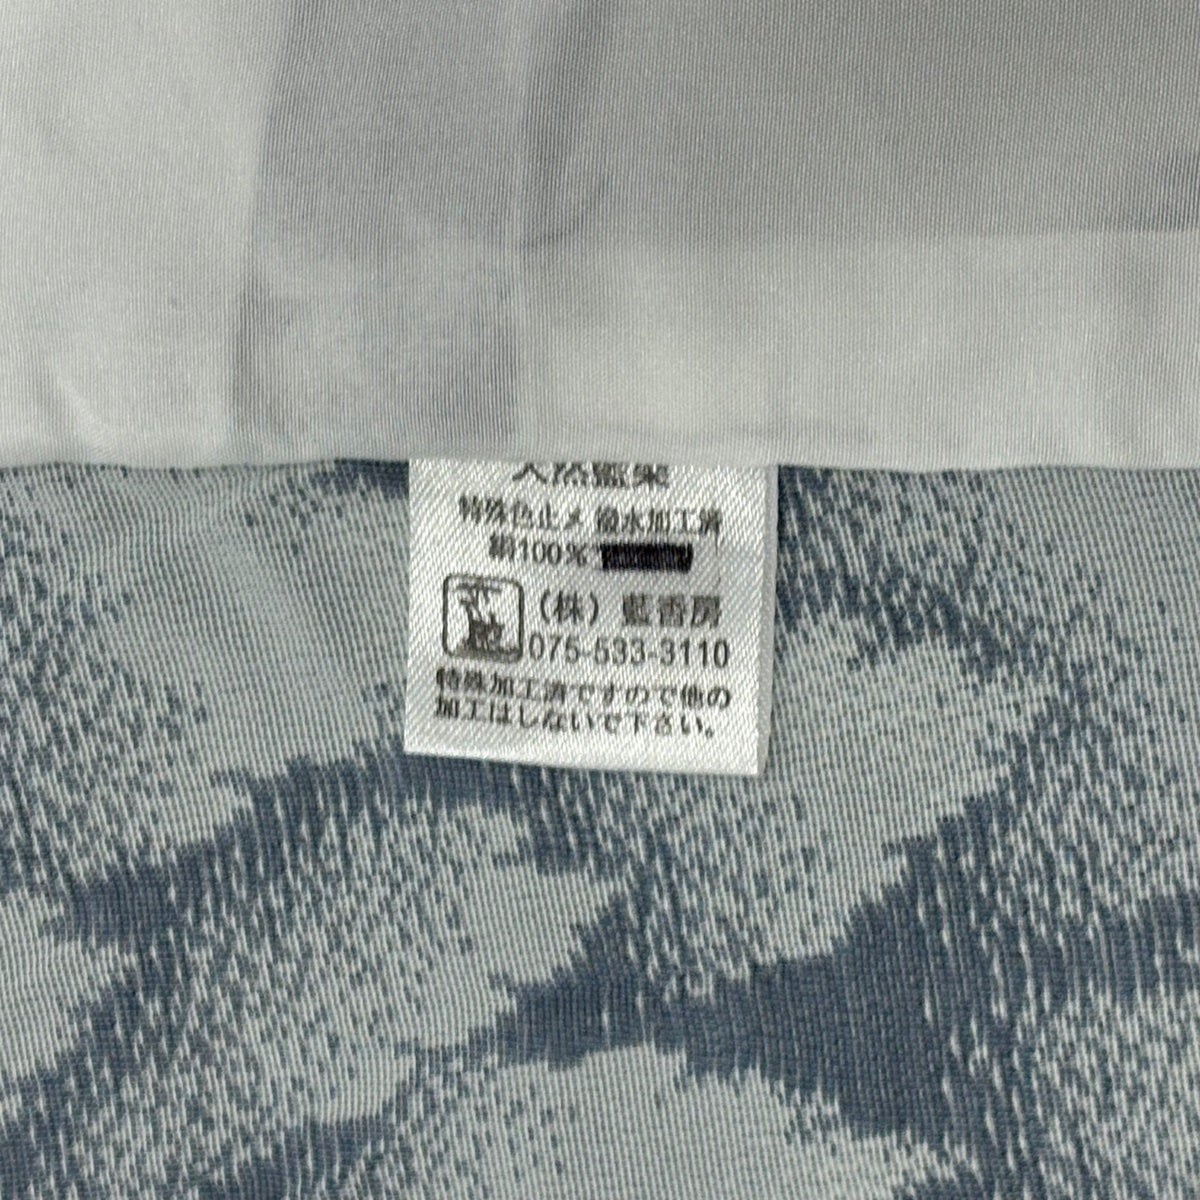 天然藍染
特殊色止メ 撥水加工済
絹100%
(株) 藍香房
075-533-3110
特殊加工済ですので他の
加工はしないで下さい。